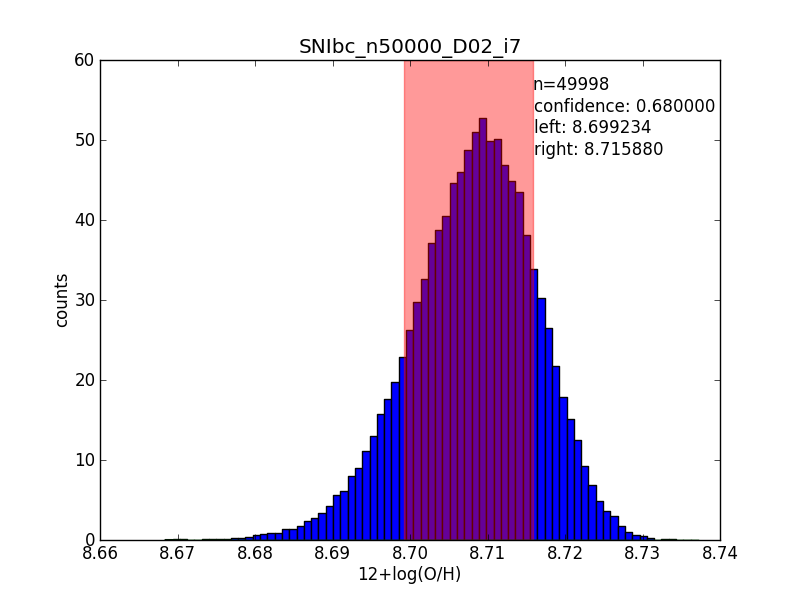 SNIbc_n50000_D02_i7
60
50
40
30
20
10
0
counts
n=49998
confidence: 0.680000
left: 8.699234
right: 8.715880
8.66 8.67 8.68 8.69 8.70 8.71 8.72 8.73 8.74
12+log(O/H)